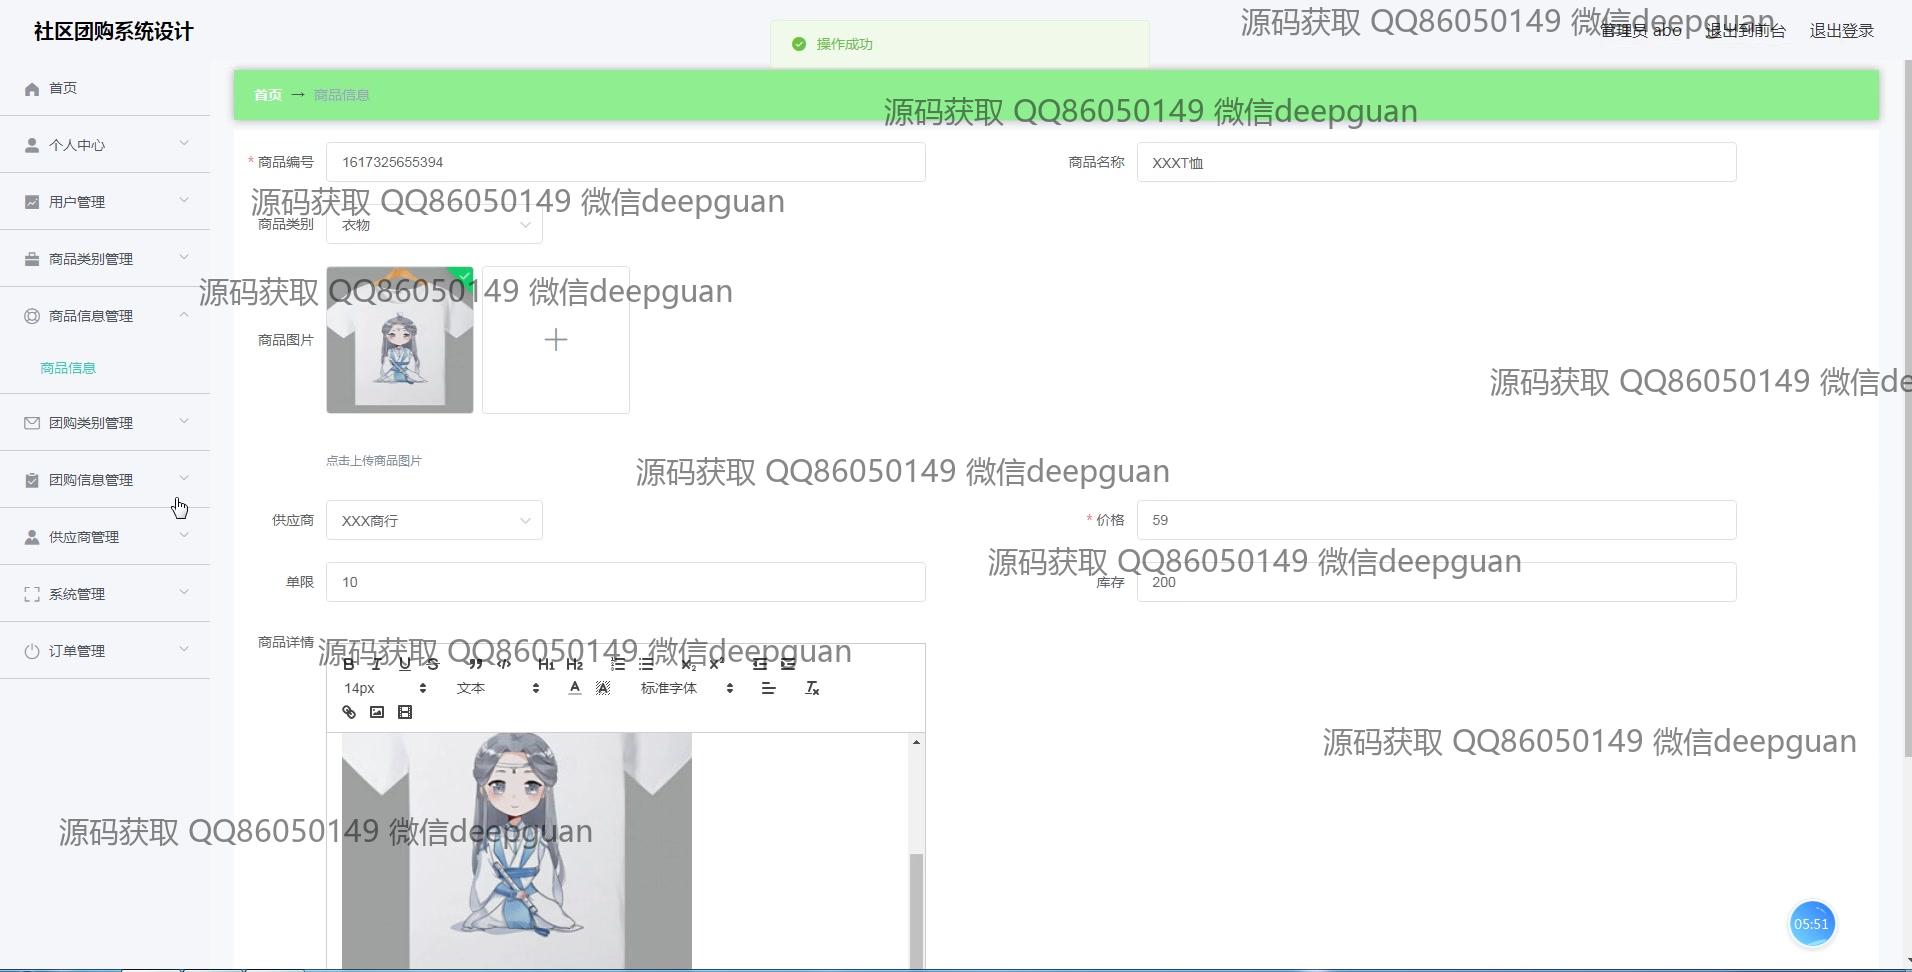 社区团购系统设计
操作成功
源码获取 QQ86050149 微信deepguan
管理员 abo 退出到前台 退出登录
首页
个人中心
用户管理
商品类别管理
商品信息管理
商品信息
团购类别管理
团购信息管理
供应商管理
系统管理
订单管理
首页 → 商品信息
源码获取 QQ86050149 微信deepguan
* 商品编号 1617325655394
商品名称 XXXT恤
源码获取 QQ86050149 微信deepguan
商品类别 衣物
源码获取 QQ86050149 微信deepguan
商品图片
源码获取 QQ86050149 微信de
点击上传商品图片
源码获取 QQ86050149 微信deepguan
供应商 XXX商行
* 价格 59
源码获取 QQ86050149 微信deepguan
单限 10
库存 200
商品详情
源码获取 QQ86050149 微信deepguan
B I U S H1 H2 X2 X2
14px 文本 A A 标准字体 Tx
源码获取 QQ86050149 微信deepguan
源码获取 QQ86050149 微信deepguan
05:51